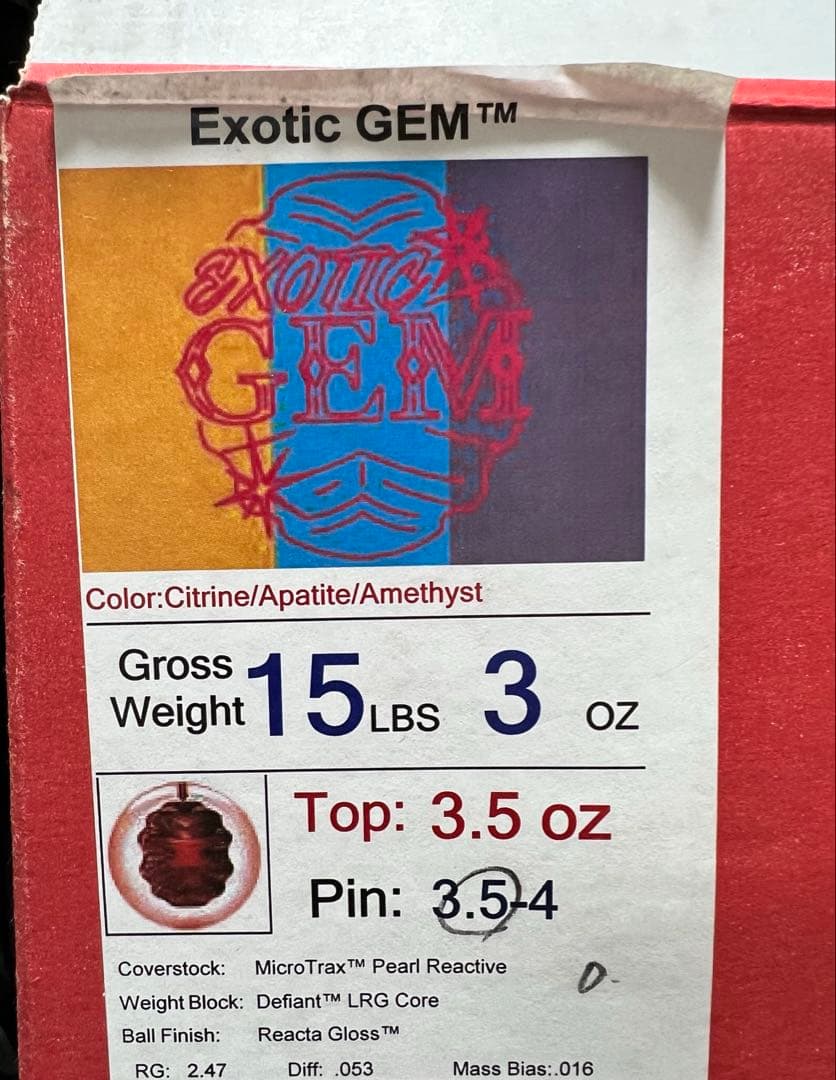 Exotic GEM™
EXOTIC
GEM
Color:Citrine/Apatite/Amethyst
Gross
Weight 15 LBS 3 OZ
Top: 3.5 oz
Pin: 3.5-4
Coverstock: MicroTrax™ Pearl Reactive
Weight Block: Defiant™ LRG Core
Ball Finish: Reacta Gloss™
RG: 2.47 Diff: .053 Mass Bias:.016